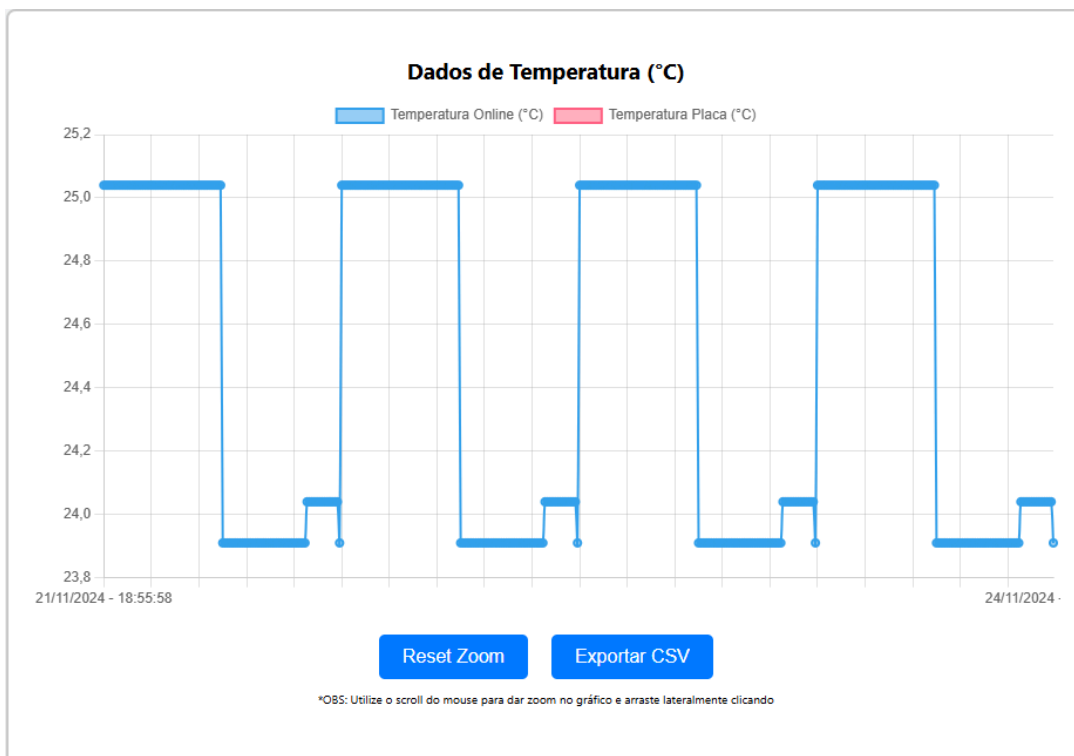 Dados de Temperatura (°C)
Temperatura Online (°C) Temperatura Placa (°C)
25,2
25,0
24,8
24,6
24,4
24,2
24,0
23,8
21/11/2024 - 18:55:58 24/11/2024 -
Reset Zoom Exportar CSV
*OBS: Utilize o scroll do mouse para dar zoom no gráfico e arraste lateralmente clicando